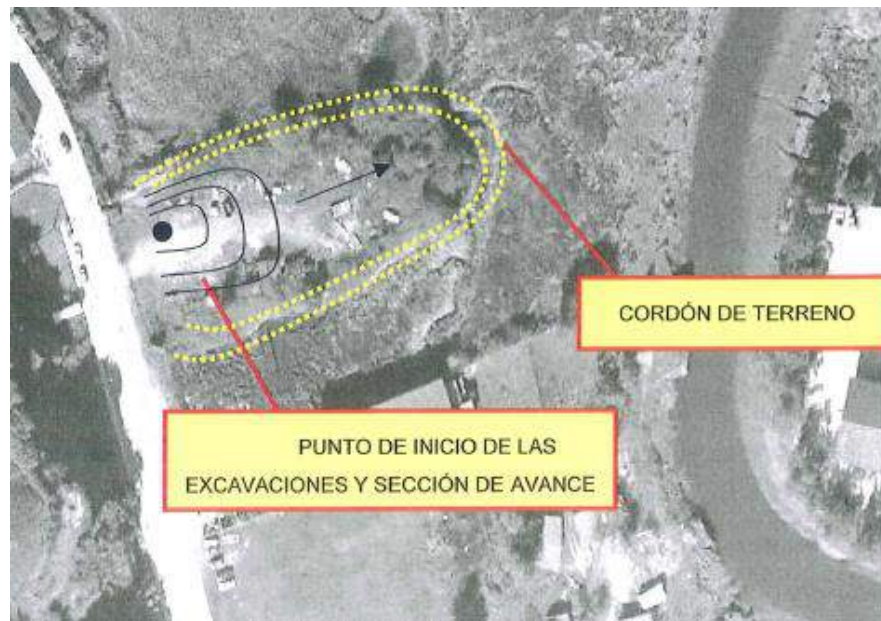 CORDÓN DE TERRENO
PUNTO DE INICIO DE LAS
EXCAVACIONES Y SECCIÓN DE AVANCE